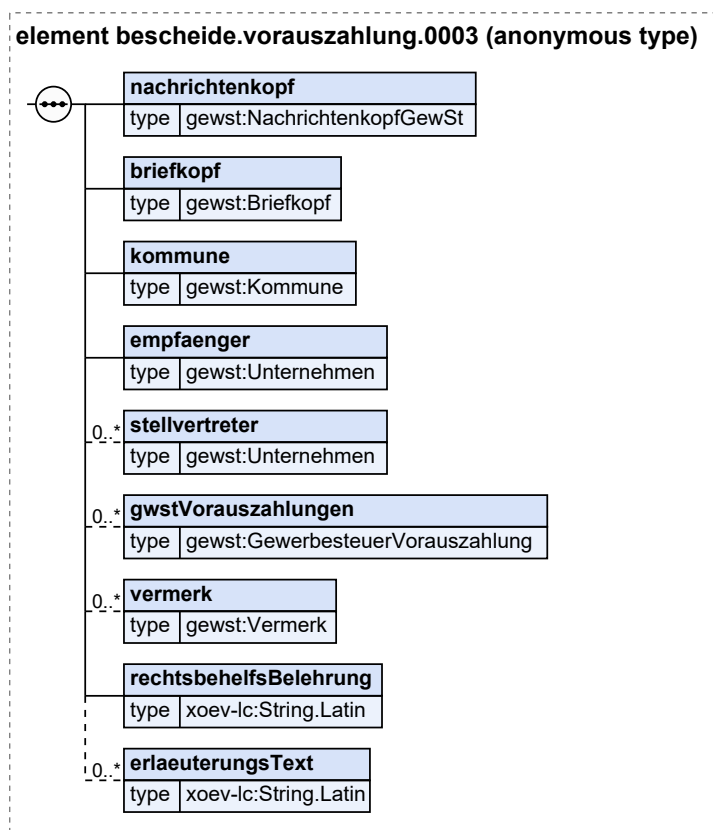 element bescheide.vorauszahlung.0003 (anonymous type)
nachrichtenkopf
type gewst:NachrichtenkopfGewSt
briefkopf
type gewst:Briefkopf
kommune
type gewst:Kommune
empfaenger
type gewst:Unternehmen
0..* stellvertreter
type gewst:Unternehmen
0..* gwstVorauszahlungen
type gewst:GewerbesteuerVorauszahlung
0..* vermerk
type gewst:Vermerk
rechtsbehelfsBelehrung
type xoev-lc:String.Latin
0..* erlaeuterungsText
type xoev-lc:String.Latin